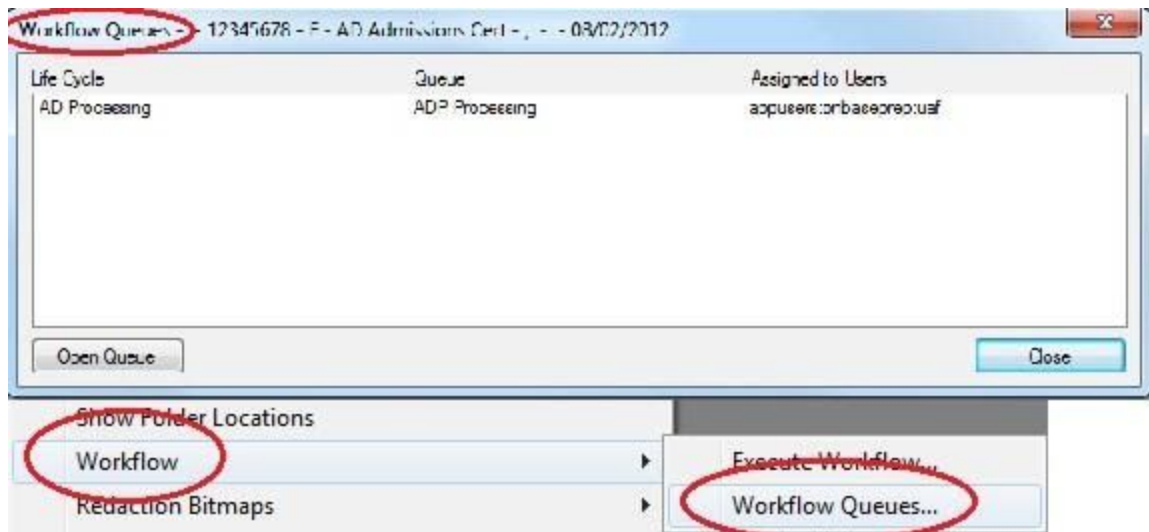 Workflow Queues - - 12345678 - F - AD Admissions Cert - , - - 08/02/2012
Life Cycle Queue Assigned to Users
AD Processing ADP Processing
Open Queue Close
Show Folder Locations
Workflow Execute Workflow...
Redaction Bitmaps Workflow Queues...